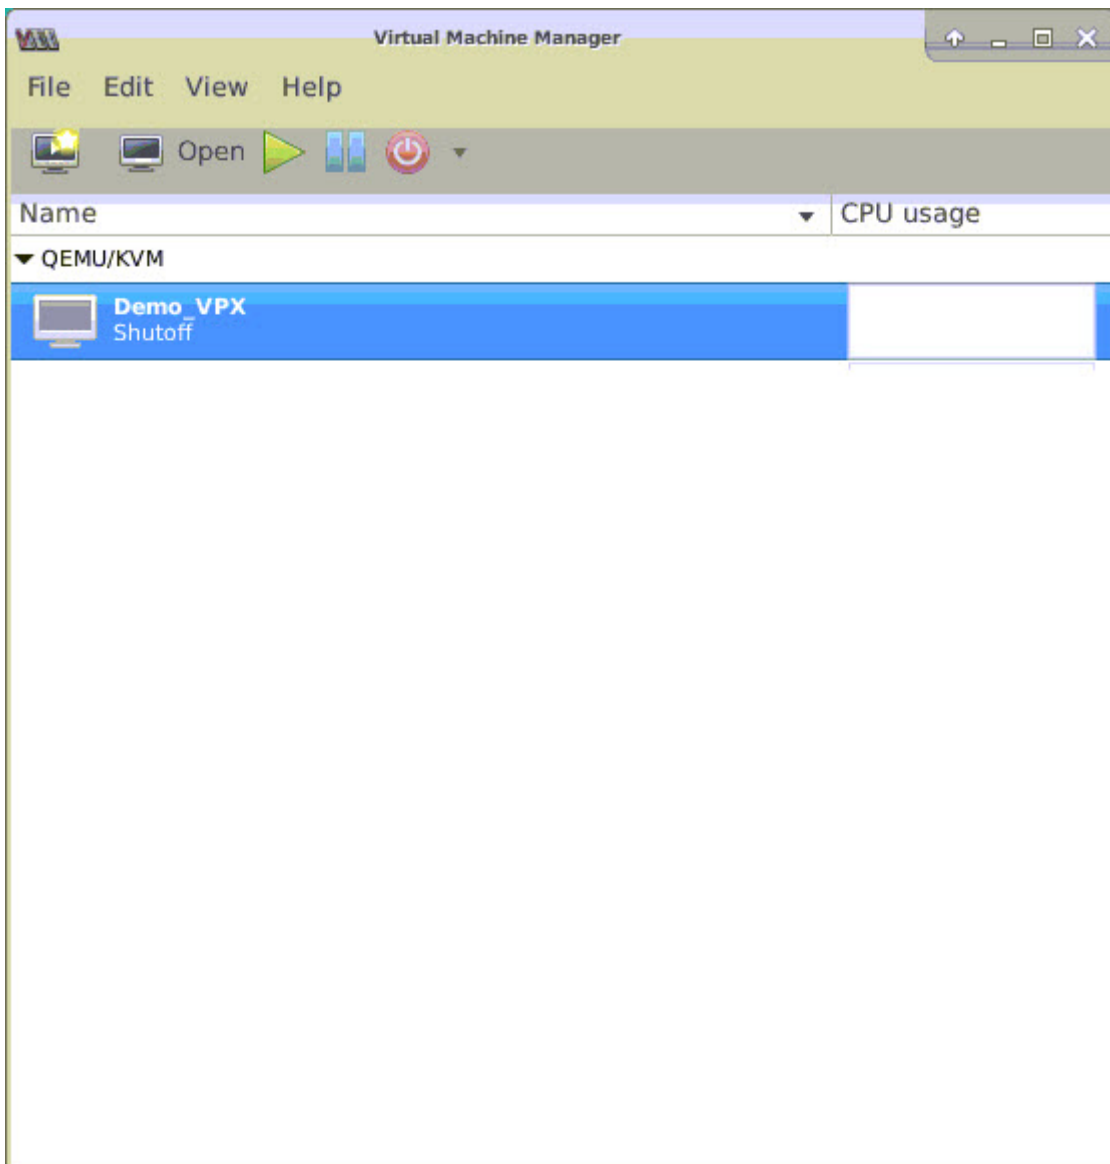 Virtual Machine Manager
File Edit View Help
Open
Name CPU usage
QEMU/KVM
Demo_VPX
Shutoff